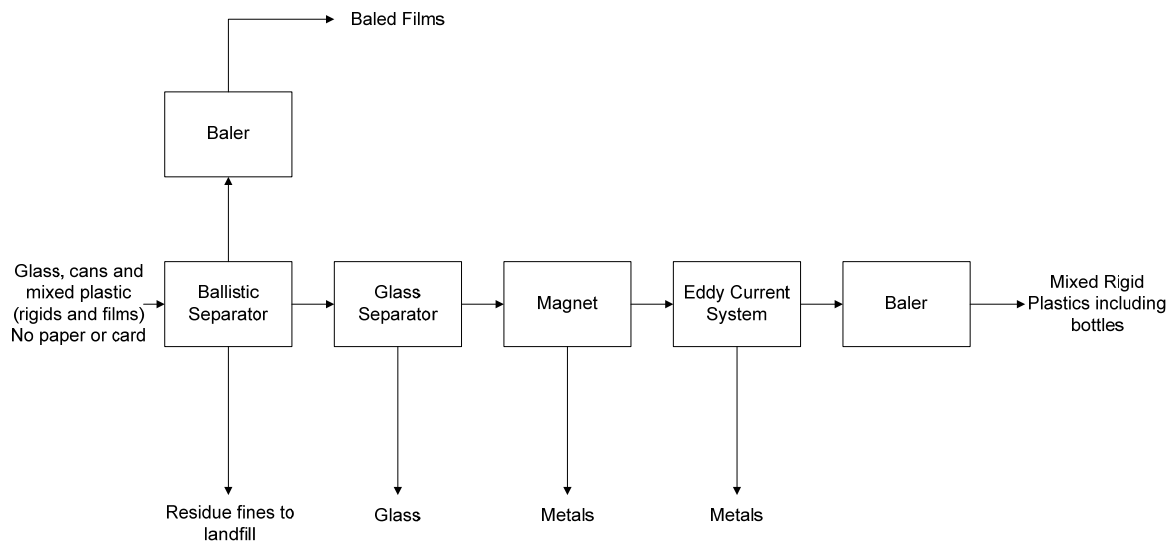 Baled Films
Baler
Glass, cans and
mixed plastic
(rigids and films)
No paper or card
Ballistic
Separator
Glass
Separator
Magnet
Eddy Current
System
Baler
Mixed Rigid
Plastics including
bottles
Residue fines to
landfill
Glass
Metals
Metals